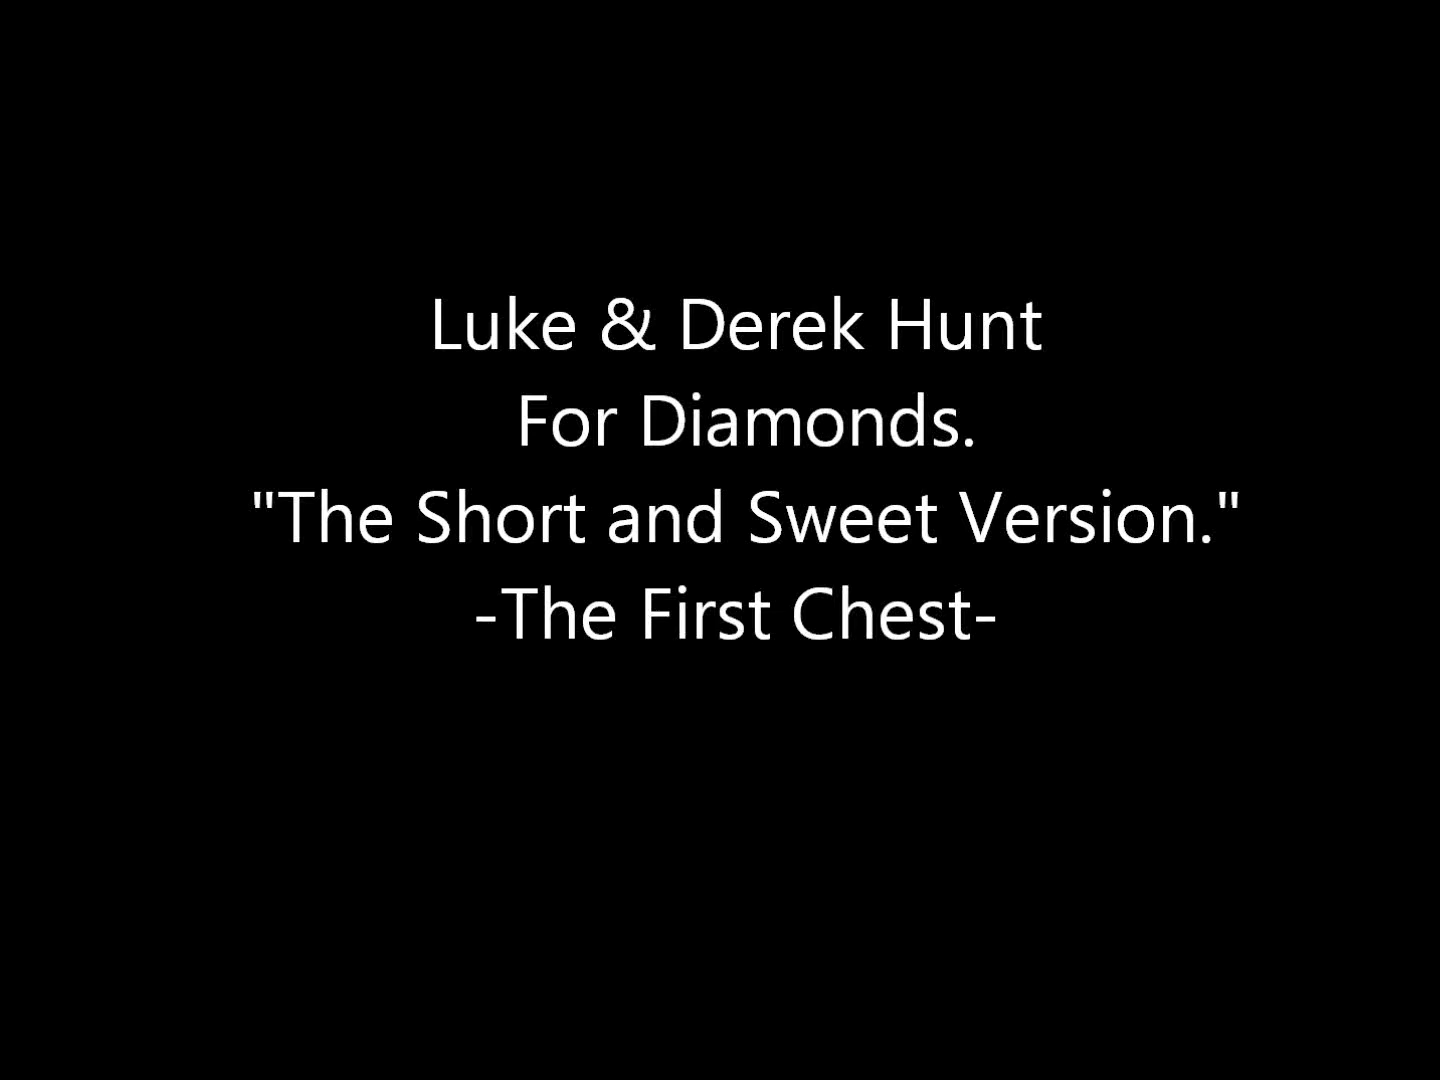 Luke & Derek Hunt
For Diamonds.
"The Short and Sweet Version."
-The First Chest-